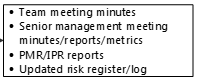 • Team meeting minutes
• Senior management meeting
minutes/reports/metrics
• PMR/IPR reports
• Updated risk register/log